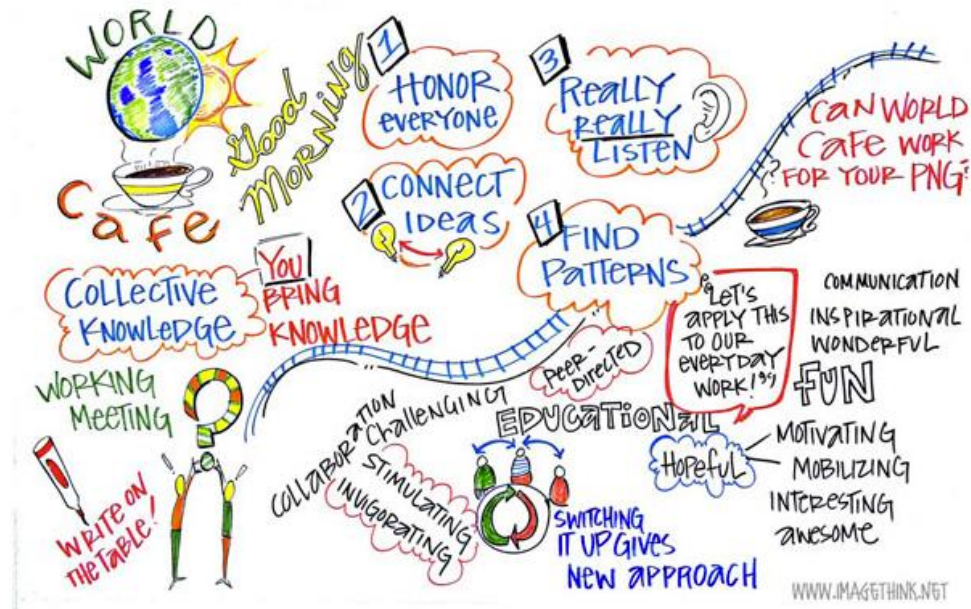 WORLD
Cafe
Good
MORNING
1
HONOR
EVERYONE
2
CONNECT
IDEAS
3
REALLY
REALLY
LISTEN
4
FIND
PATTERNS
CAN WORLD
CAFE WORK
FOR YOUR PNG?
??
COLLECTIVE
KNOWLEDGE
YOU
BRING
KNOWLEDGE
WORKING
MEETING
WRITE ON
THE TABLE!
PEER-
DIRECTED
"LET'S
APPLY THIS
TO OUR
EVERYDAY
WORK!"
COMMUNICATION
INSPIRATIONAL
WONDERFUL
FUN
COLLABORATION
CHALLENGING
STIMULATING
INVIGORATING
EDUCATIONAL
HOPEFUL
MOTIVATING
MOBILIZING
INTERESTING
AWESOME
SWITCHING
IT UP GIVES
NEW APPROACH
WWW.IMAGETHINK.NET